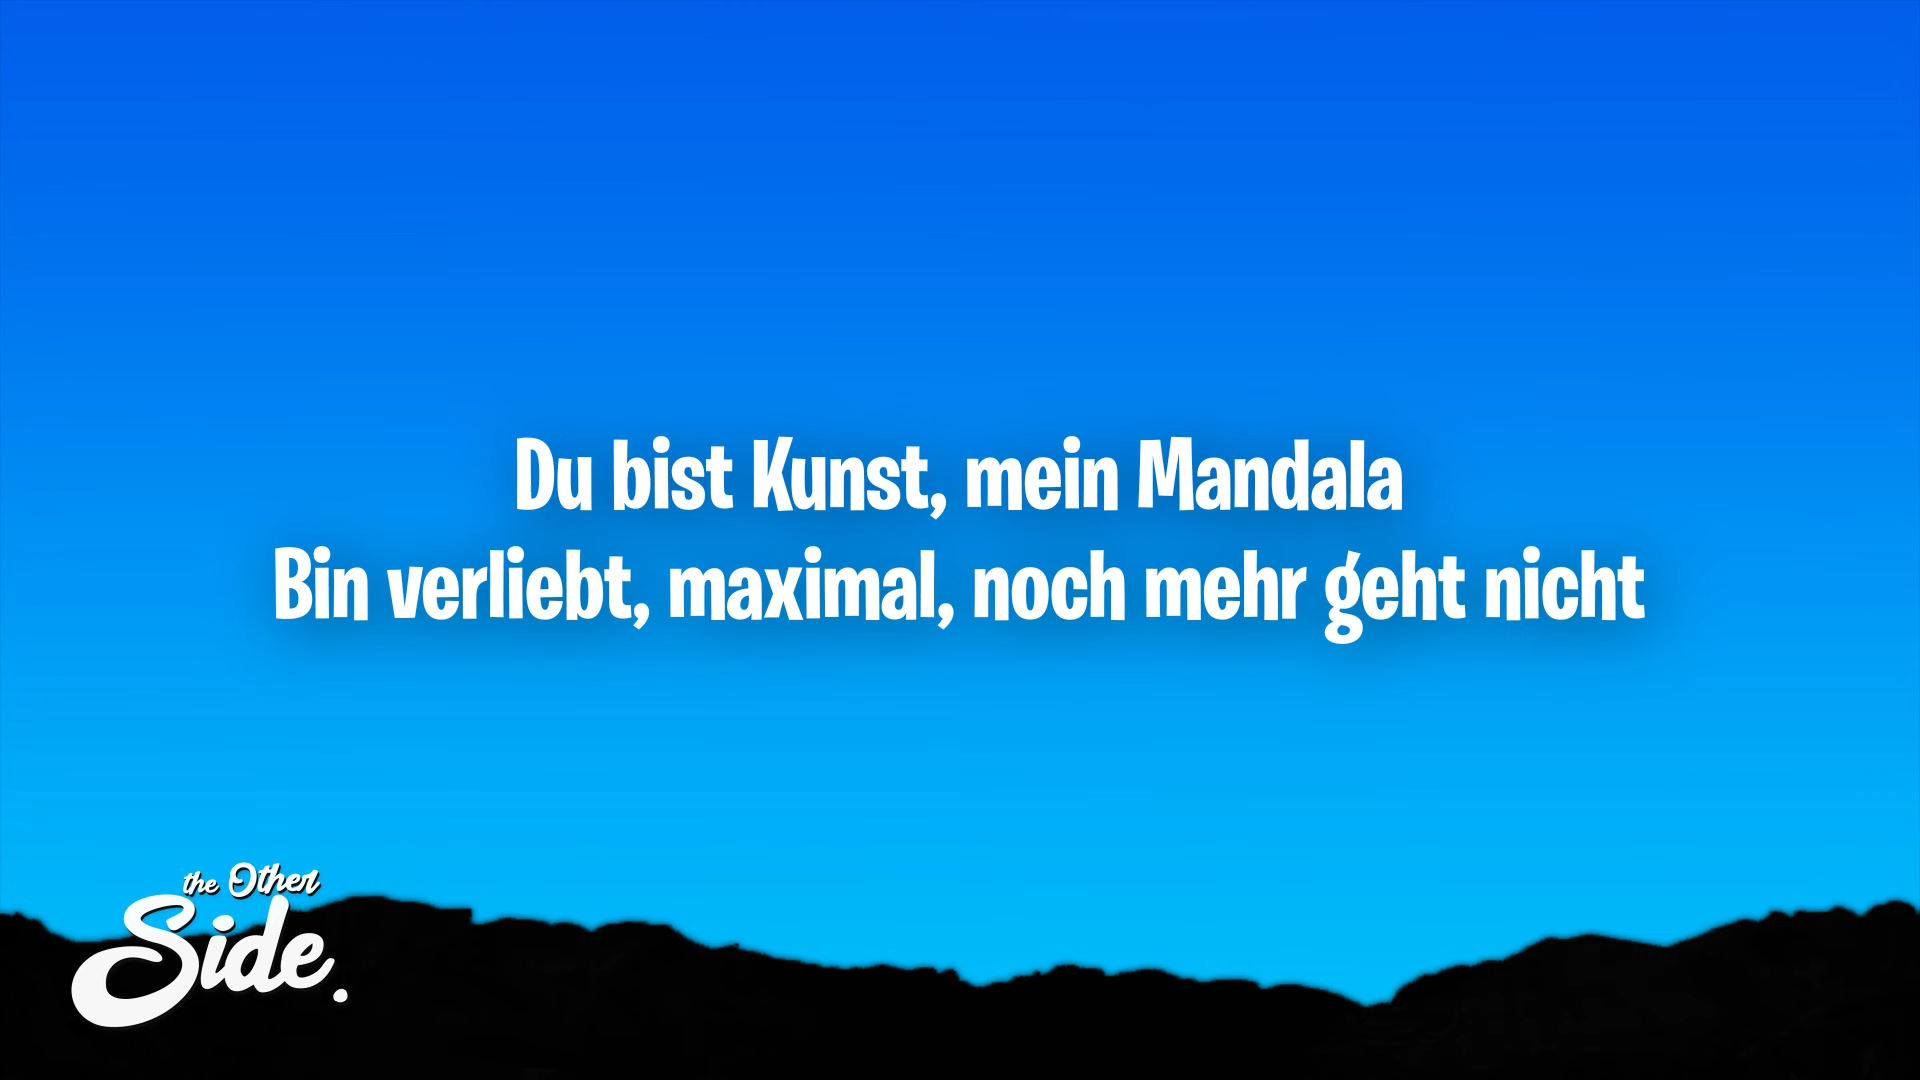 Du bist Kunst, mein Mandala
Bin verliebt, maximal, noch mehr geht nicht
the Other
Side.